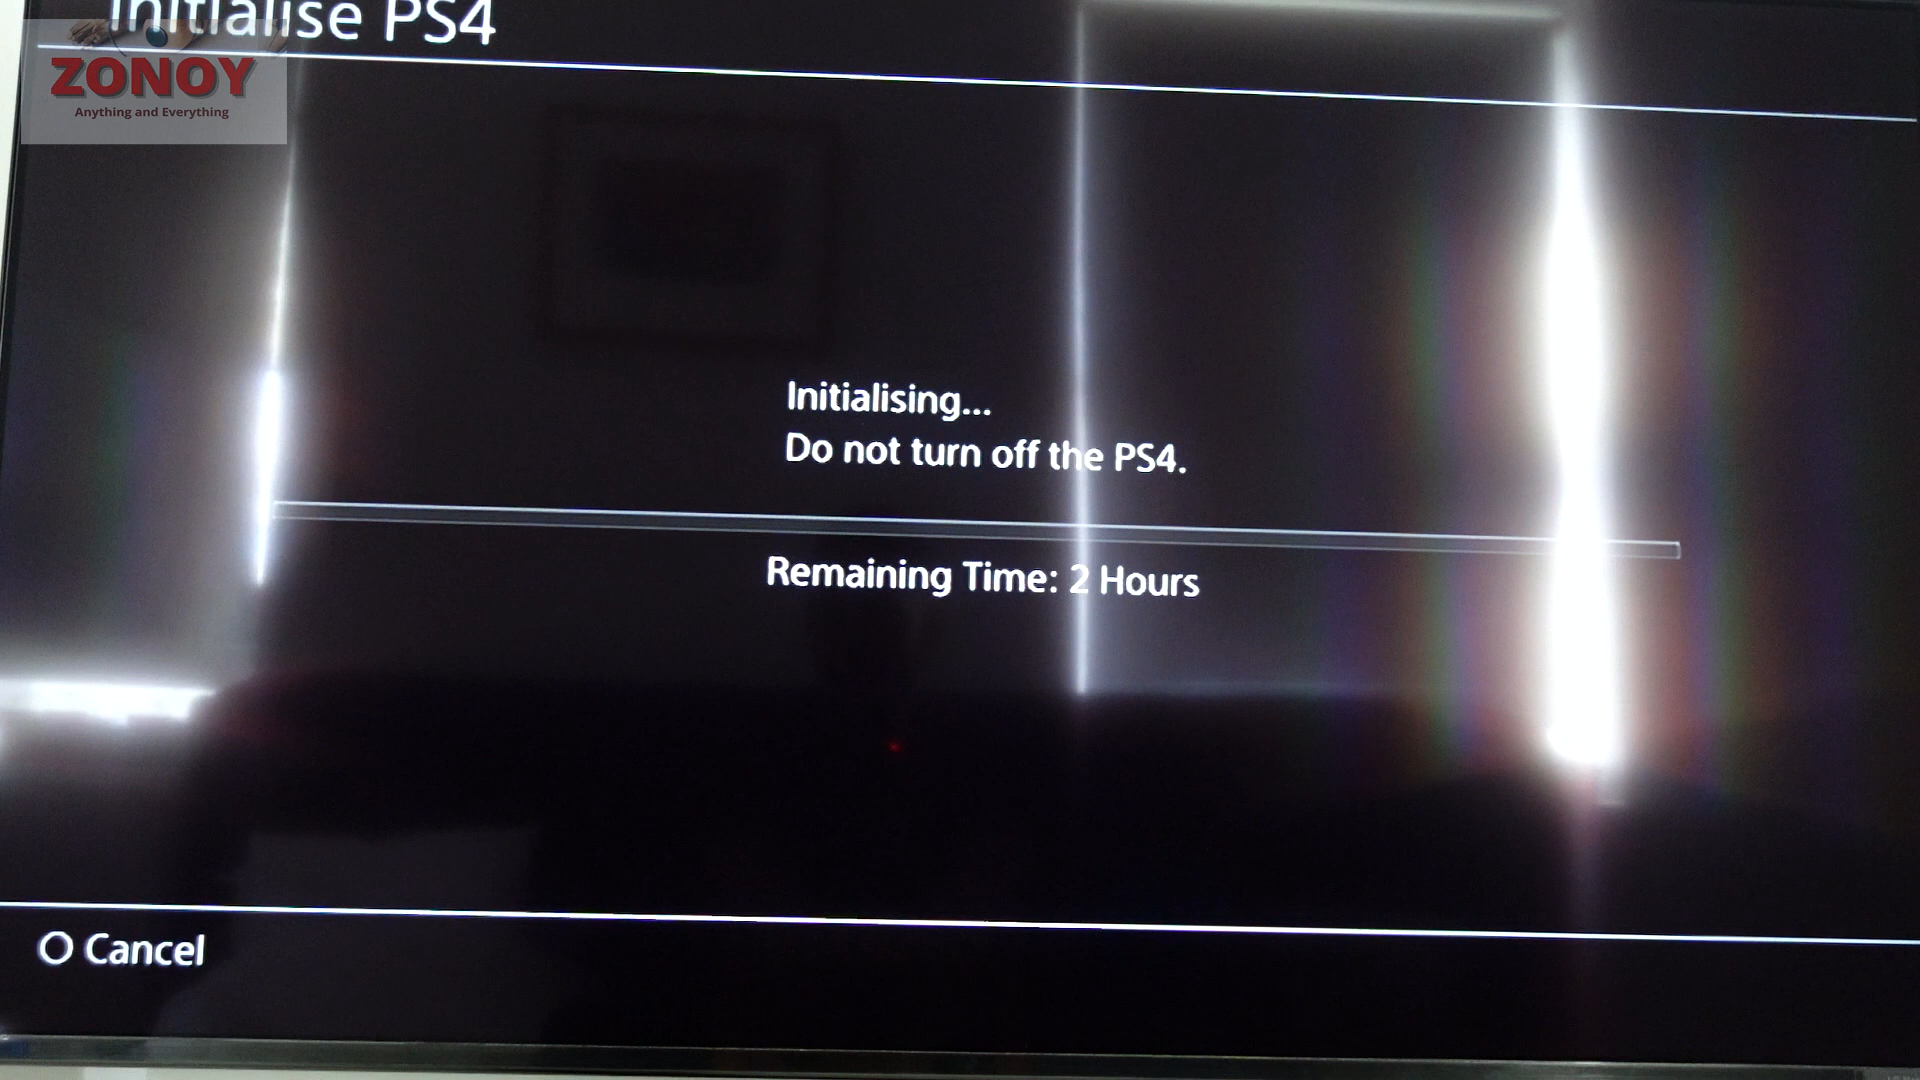 Initialise PS4
ZONOY
Anything and Everything
Initialising...
Do not turn off the PS4.
Remaining Time: 2 Hours
O Cancel